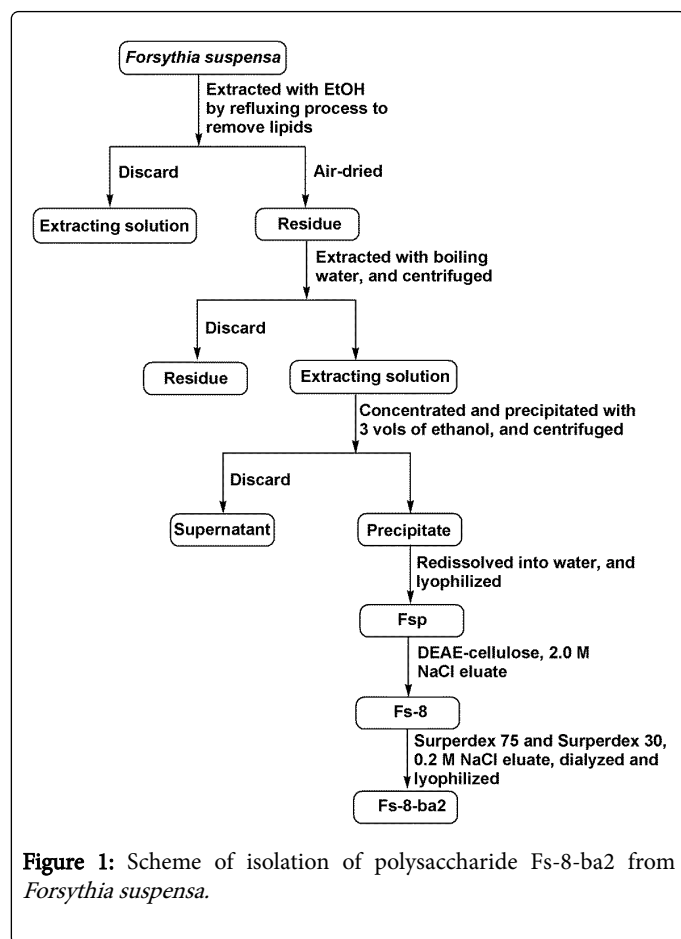 Forsythia suspensa
Extracted with EtOH
by refluxing process to
remove lipids
Discard
Air-dried
Extracting solution
Residue
Extracted with boiling
water, and centrifuged
Discard
Residue
Extracting solution
Concentrated and precipitated with
3 vols of ethanol, and centrifuged
Discard
Supernatant
Precipitate
Redissolved into water, and
lyophilized
Fsp
DEAE-cellulose, 2.0 M
NaCl eluate
Fs-8
Surperdex 75 and Surperdex 30,
0.2 M NaCl eluate, dialyzed and
lyophilized
Fs-8-ba2
Figure 1: Scheme of isolation of polysaccharide Fs-8-ba2 from
Forsythia suspensa.